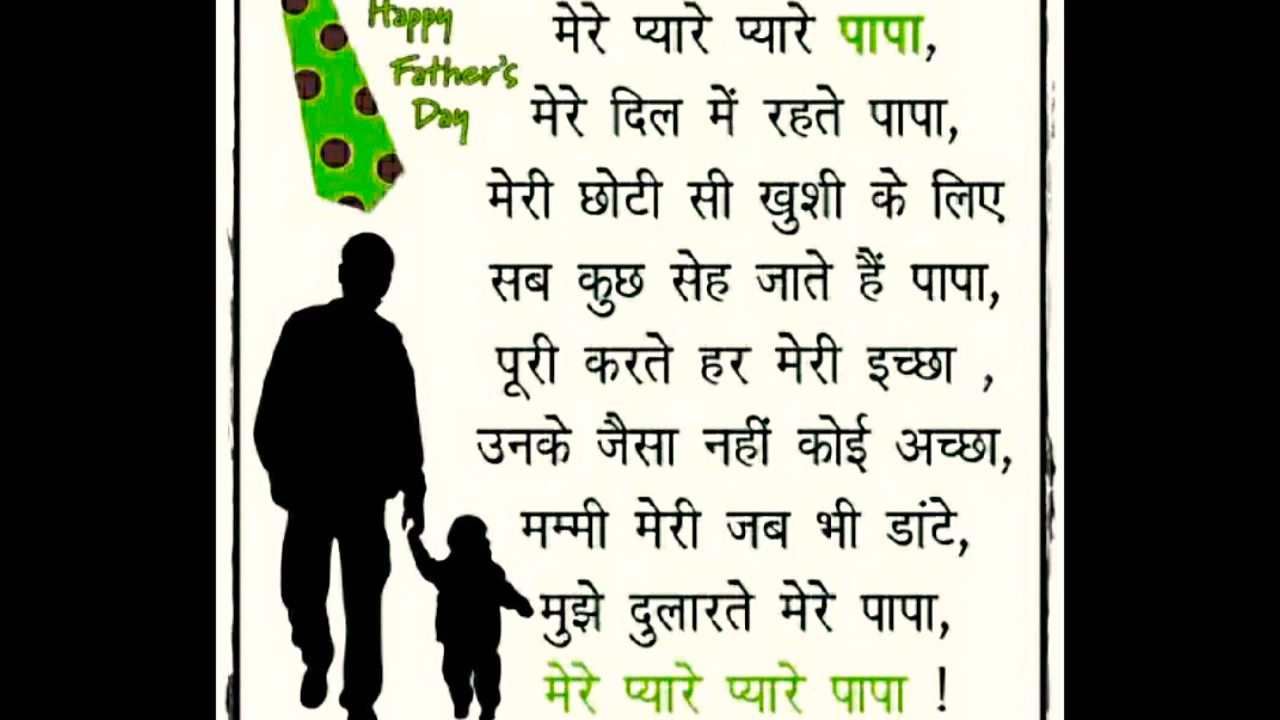 Happy
Father's
Day
मेरे प्यारे प्यारे पापा,
मेरे दिल में रहते पापा,
मेरी छोटी सी खुशी के लिए
सब कुछ सेह जाते हैं पापा,
पूरी करते हर मेरी इच्छा ,
उनके जैसा नहीं कोई अच्छा,
मम्मी मेरी जब भी डांटे,
मुझे दुलारते मेरे पापा,
मेरे प्यारे प्यारे पापा !